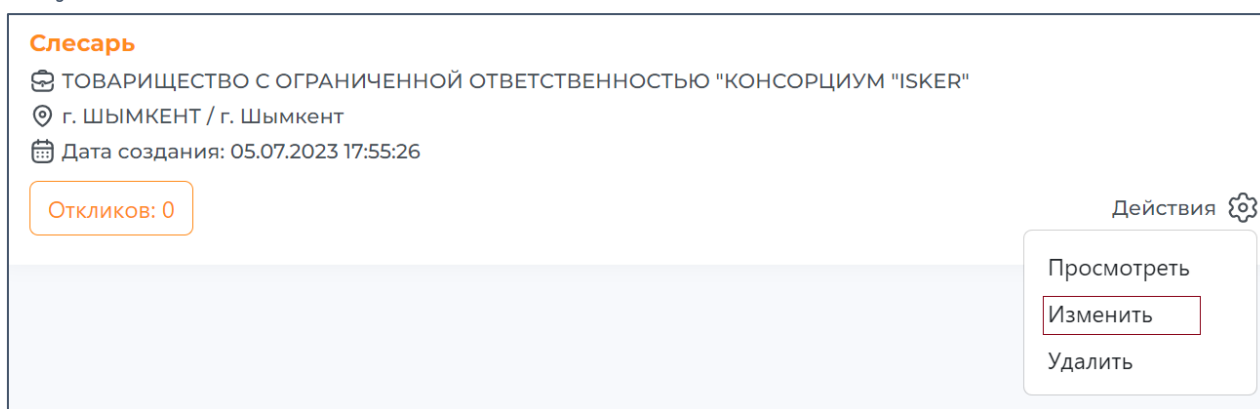 Слесарь
ТОВАРИЩЕСТВО С ОГРАНИЧЕННОЙ ОТВЕТСТВЕННОСТЬЮ "КОНСОРЦИУМ "ISKER"
г. ШЫМКЕНТ / г. Шымкент
Дата создания: 05.07.2023 17:55:26
Откликов: 0
Действия
Просмотреть
Изменить
Удалить